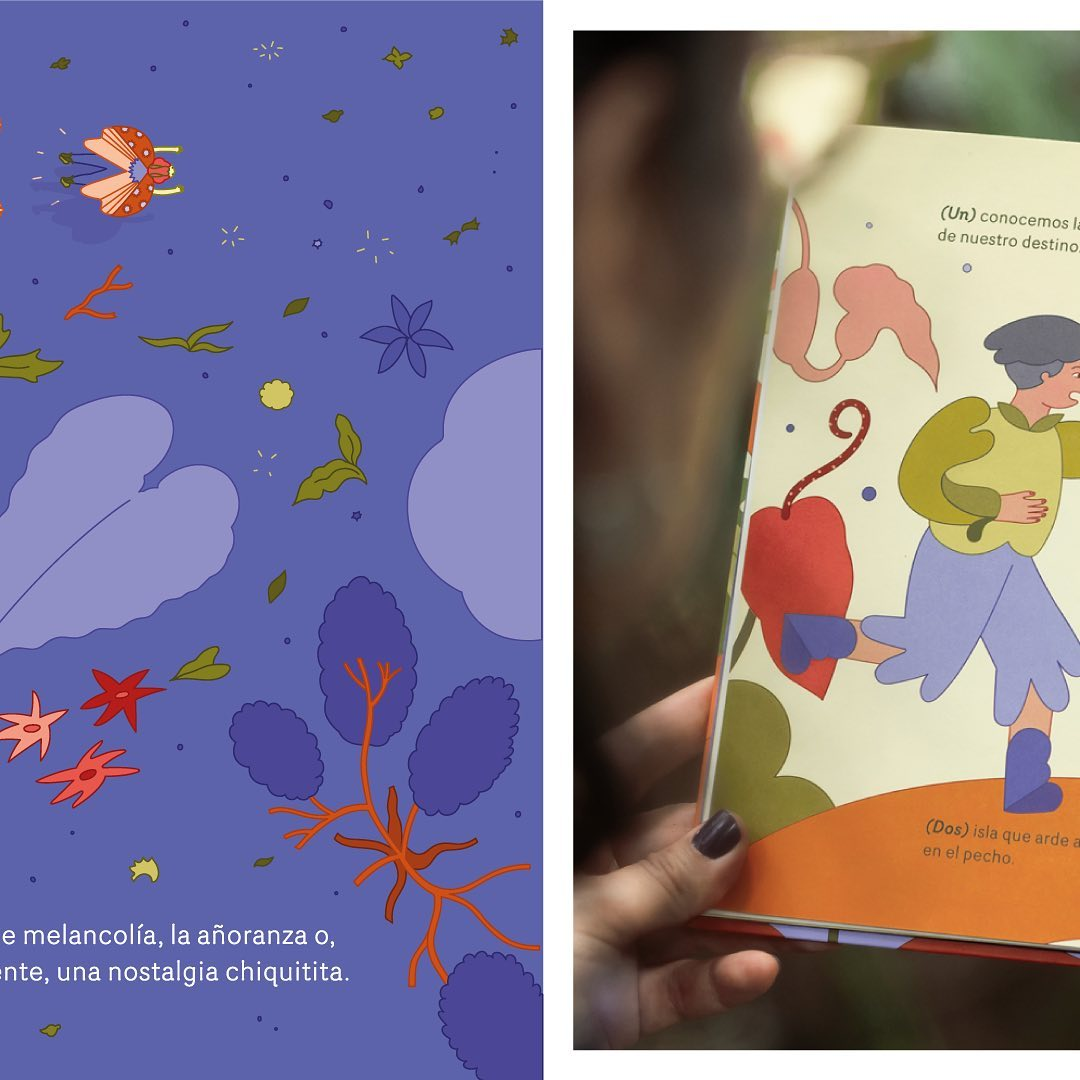 e melancolía, la añoranza o,
ente, una nostalgia chiquitita.
(Un) conocemos la
de nuestro destino
(Dos) isla que arde a
en el pecho.